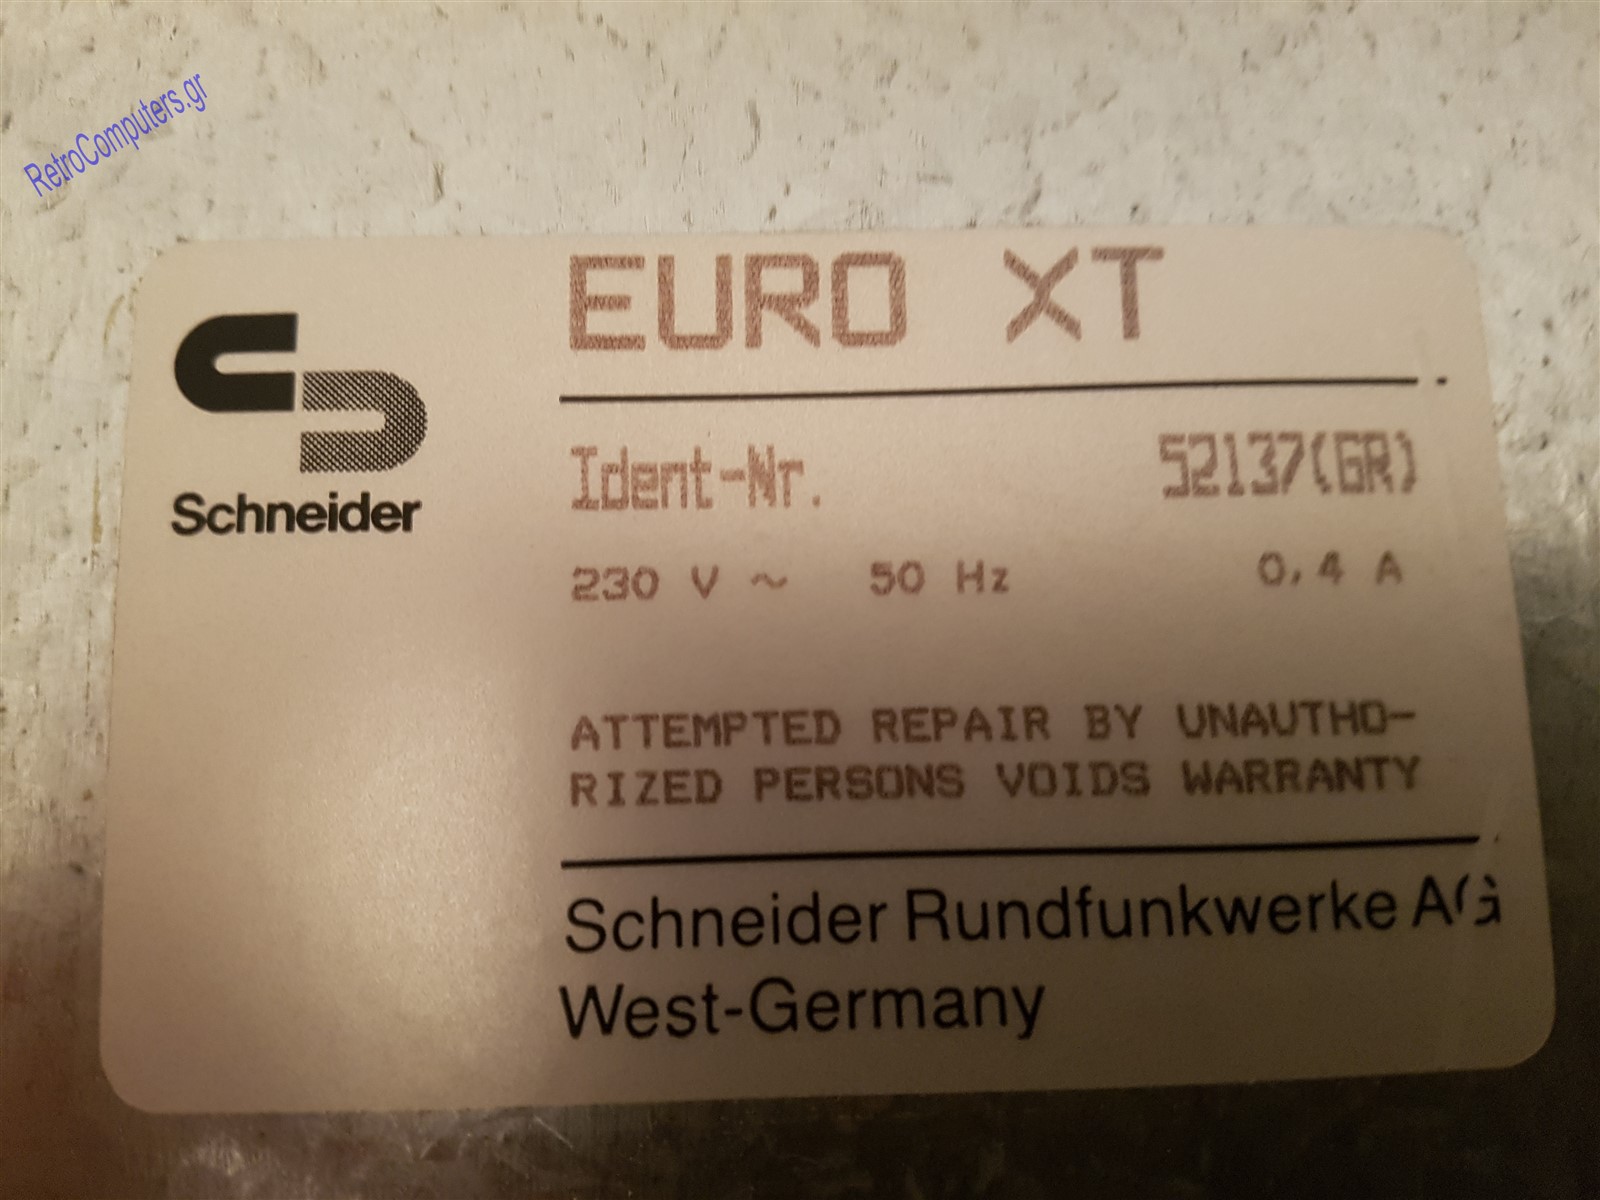 RetroComputers.gr
EURO XT
Schneider
Ident-Nr. 52137(GR)
230 V ~ 50 Hz 0,4 A
ATTEMPTED REPAIR BY UNAUTHO-
RIZED PERSONS VOIDS WARRANTY
Schneider Rundfunkwerke AG
West-Germany